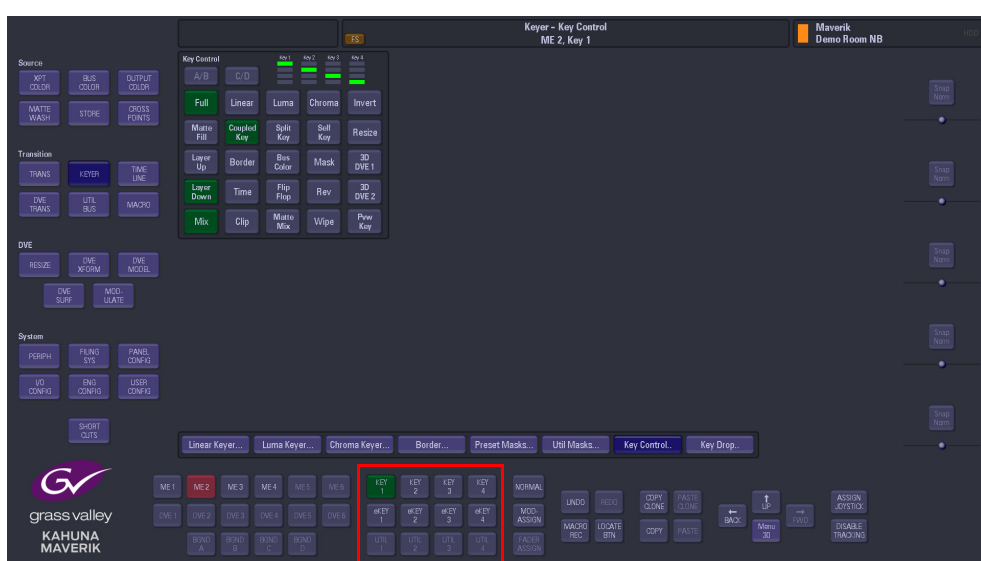 Keyer - Key Control
ME 2, Key 1
FS
Maverik
Demo Room NB
HDD
Source
XPT COLOR
BUS COLOR
OUTPUT COLOR
MATTE WASH
STORE
CROSS POINTS
Transition
TRANS
KEYER
TIME LINE
DVE TRANS
UTIL BUS
MACRO
DVE
RESIZE
DVE XFORM
DVE MODEL
DVE SURF
MOD- ULATE
System
PERIPH
FILING SYS
PANEL CONFIG
I/O CONFIG
ENG CONFIG
USER CONFIG
SHORT CUTS
Key Control
Key 1 Key 2 Key 3 Key 4
A/B
C/D
Full
Linear
Luma
Chroma
Invert
Matte Fill
Coupled Key
Split Key
Self Key
Resize
Layer Up
Border
Bus Color
Mask
3D DVE 1
Layer Down
Time
Flip Flop
Rev
3D DVE 2
Mix
Clip
Matte Mix
Wipe
Pvw Key
Snap Norm
Snap Norm
Snap Norm
Snap Norm
Snap Norm
Linear Keyer...
Luma Keyer...
Chroma Keyer...
Border...
Preset Masks...
Util Masks...
Key Control..
Key Drop..
GV
grass valley
KAHUNA
MAVERIK
ME 1
ME 2
ME 3
ME 4
ME 5
ME 6
DVE 1
DVE 2
DVE 3
DVE 4
DVE 5
DVE 6
BGND A
BGND B
BGND C
BGND D
KEY 1
KEY 2
KEY 3
KEY 4
eKEY 1
eKEY 2
eKEY 3
eKEY 4
UTIL 1
UTIL 2
UTIL 3
UTIL 4
NORMAL
MOD- ASSIGN
FADER ASSIGN
UNDO
REDO
COPY CLONE
PASTE CLONE
MACRO REC
LOCATE BTN
COPY
PASTE
BACK
UP
Menu 30
FWD
ASSIGN JOYSTICK
DISABLE TRACKING